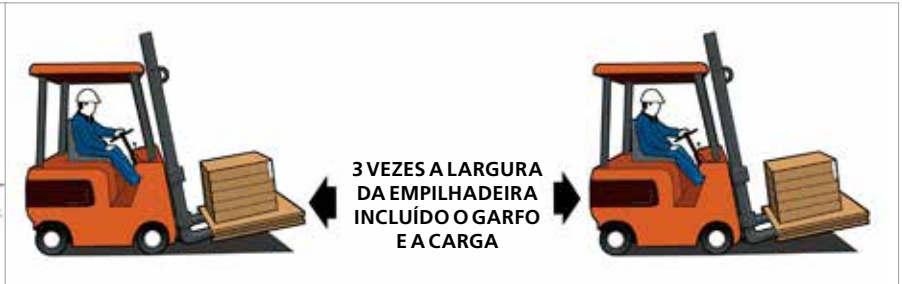 3 VEZES A LARGURA
DA EMPILHADEIRA
INCLUÍDO O GARFO
E A CARGA